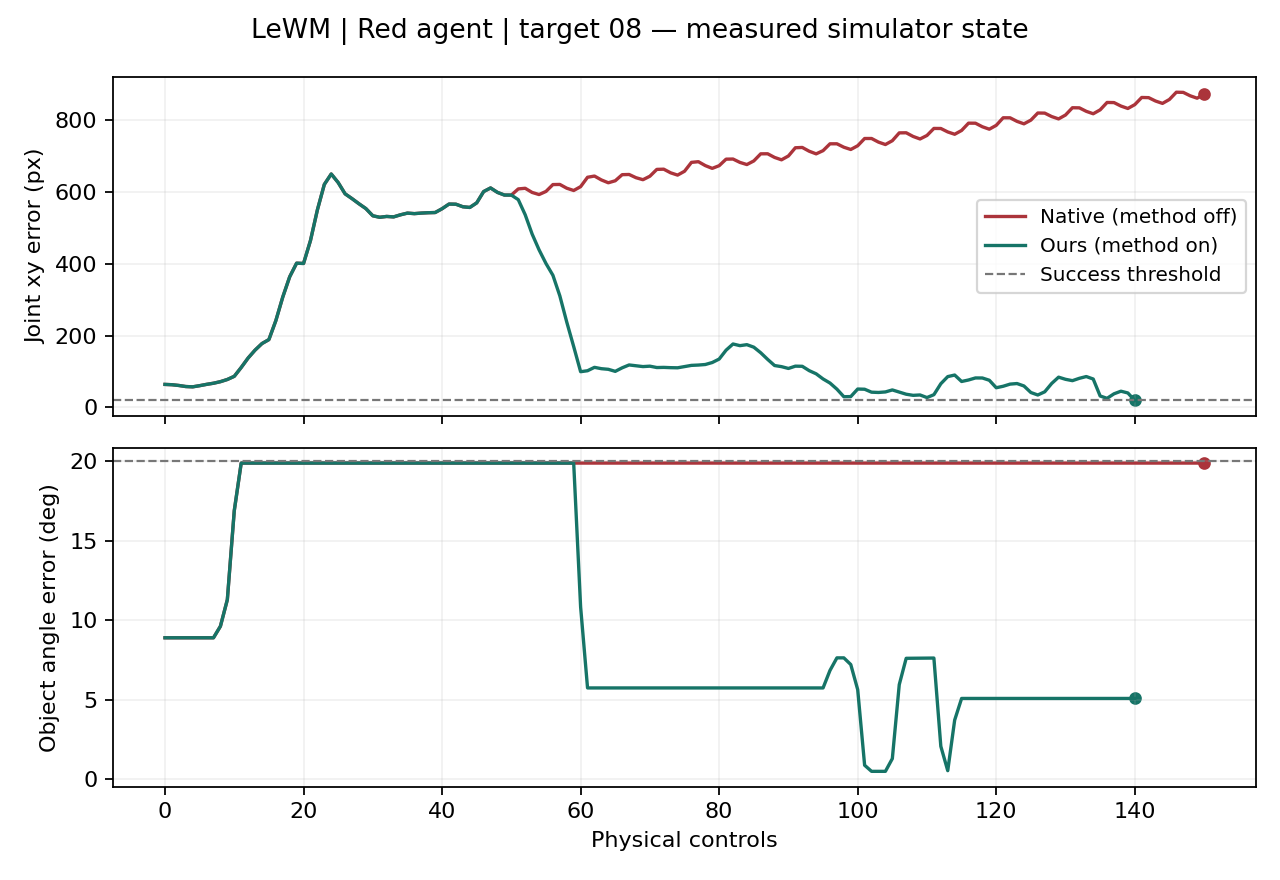 LeWM | Red agent | target 08 — measured simulator state
Joint xy error (px)
800
600
400
200
0
Native (method off)
Ours (method on)
Success threshold
Object angle error (deg)
20
15
10
5
0
0 20 40 60 80 100 120 140
Physical controls